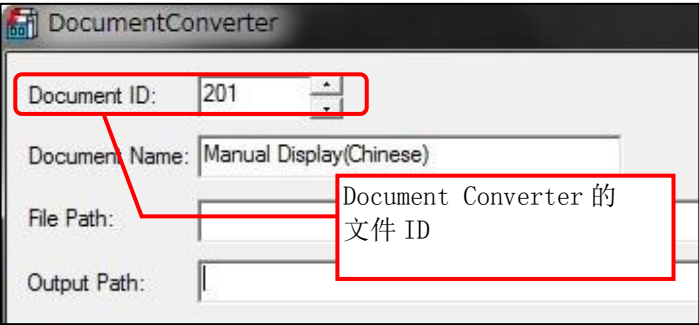 DocumentConverter
Document ID: 201
Document Name: Manual Display(Chinese)
Document Converter 的
文件 ID
File Path:
Output Path: